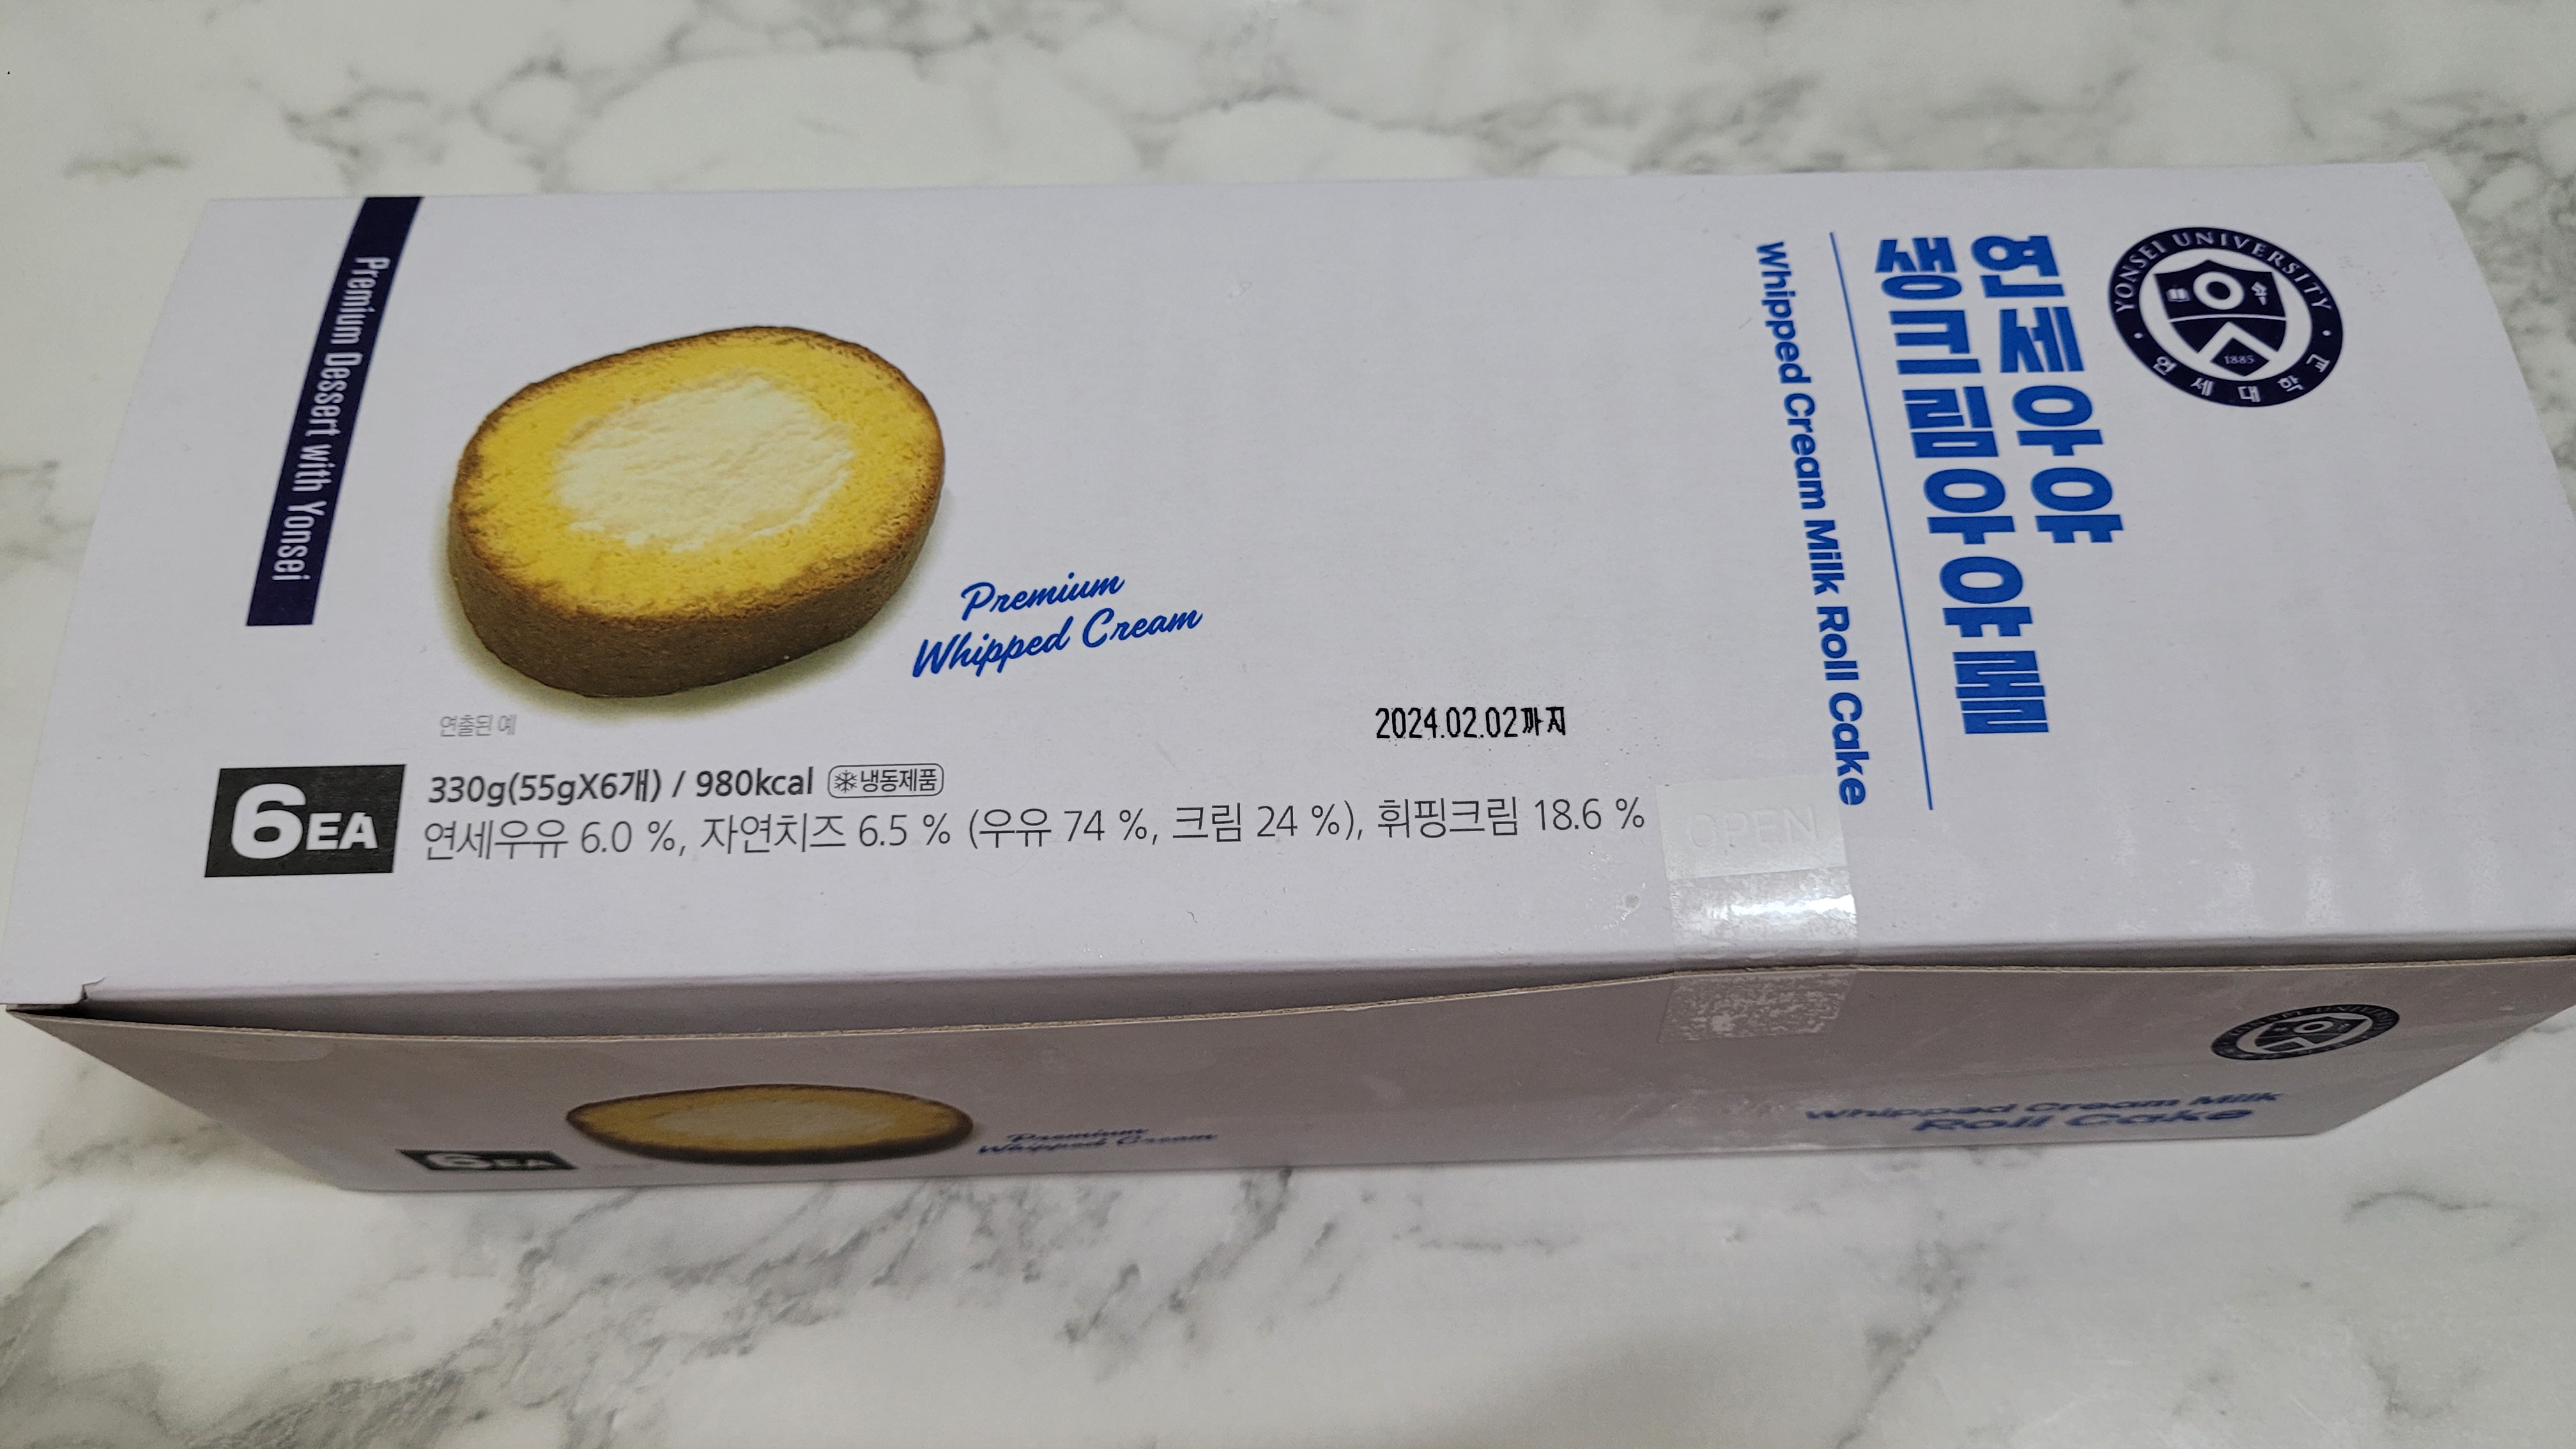 YONSEI UNIVERSITY
1885
연세대학교
연세우유
생크림우유롤
Whipped Cream Milk Roll Cake
Premium Dessert with Yonsei
Premium
Whipped Cream
연출된 예
2024.02.02까지
6EA
330g(55gX6개) / 980kcal 냉동제품
연세우유 6.0 %, 자연치즈 6.5 % (우유 74 %, 크림 24 %), 휘핑크림 18.6 %
OPEN
Whipped Cream Milk
Roll Cake
Premium
Whipped Cream
6EA